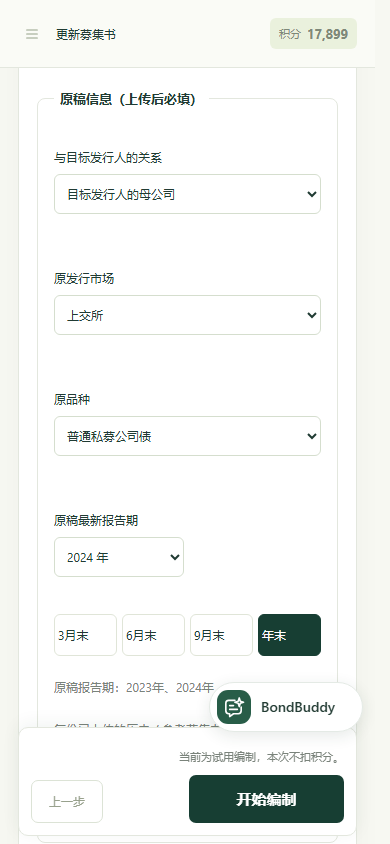 更新募集书
积分 17,899
原稿信息（上传后必填）
与目标发行人的关系
目标发行人的母公司
原发行市场
上交所
原品种
普通私募公司债
原稿最新报告期
2024 年
3月末
6月末
9月末
年末
原稿报告期：2023年、2024年
BondBuddy
当前为试用编制，本次不扣积分。
上一步
开始编制